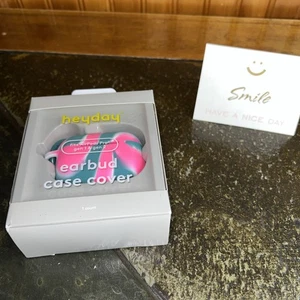 heyday
earbud
case cover
Smile
HAVE A NICE DAY